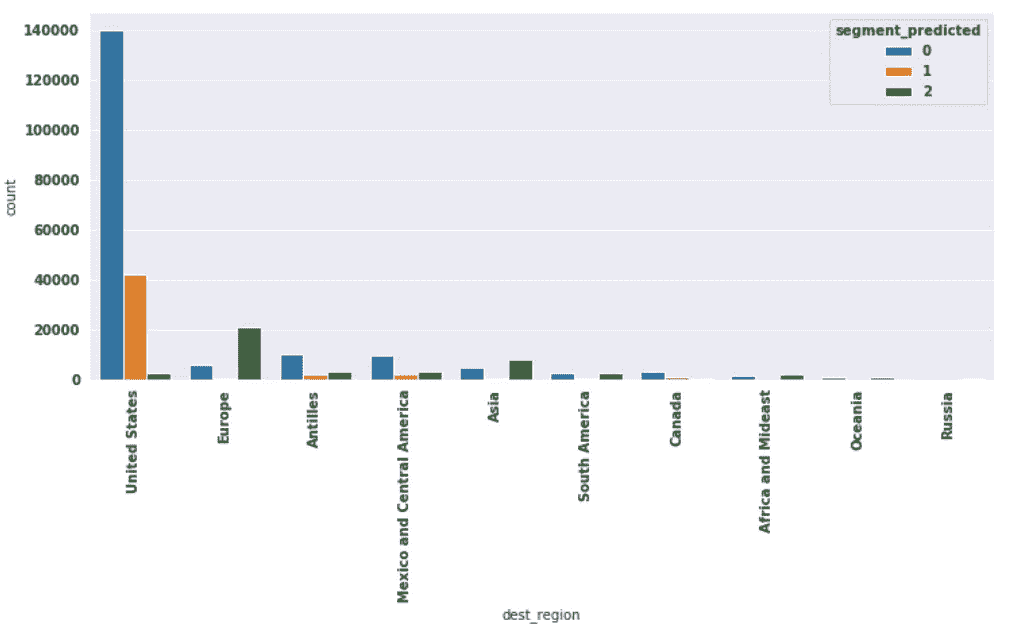 140000
120000
100000
80000
60000
40000
20000
0
count
segment_predicted
0
1
2
United States
Europe
Antilles
Mexico and Central America
Asia
South America
Canada
Africa and Mideast
Oceania
Russia
dest_region